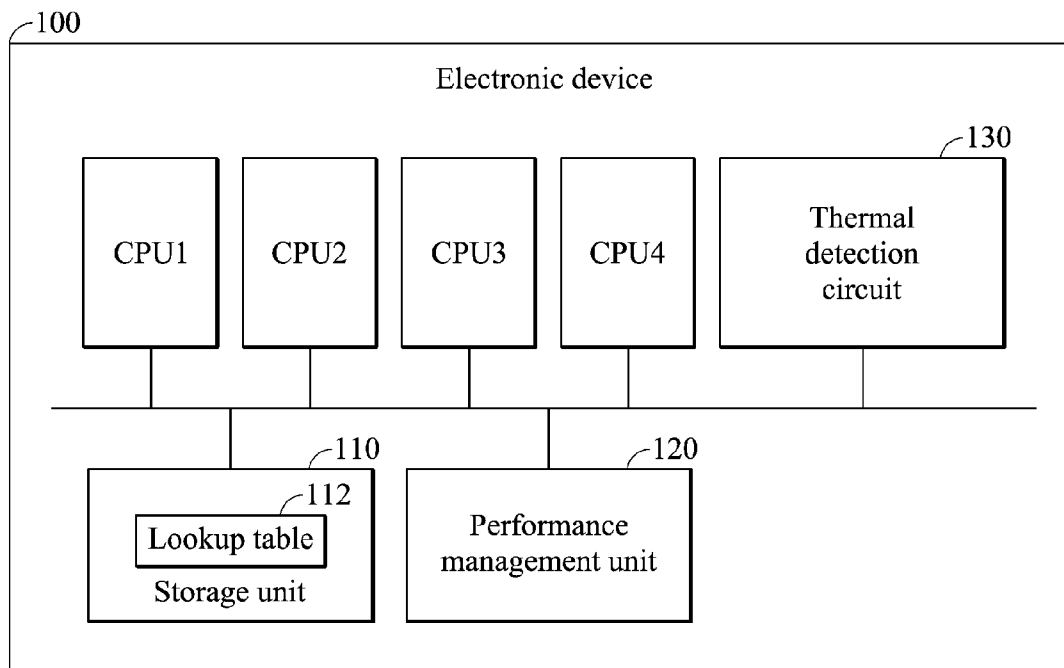 100
Electronic device
130
CPU1
CPU2
CPU3
CPU4
Thermal
detection
circuit
110
120
112
Lookup table
Storage unit
Performance
management unit